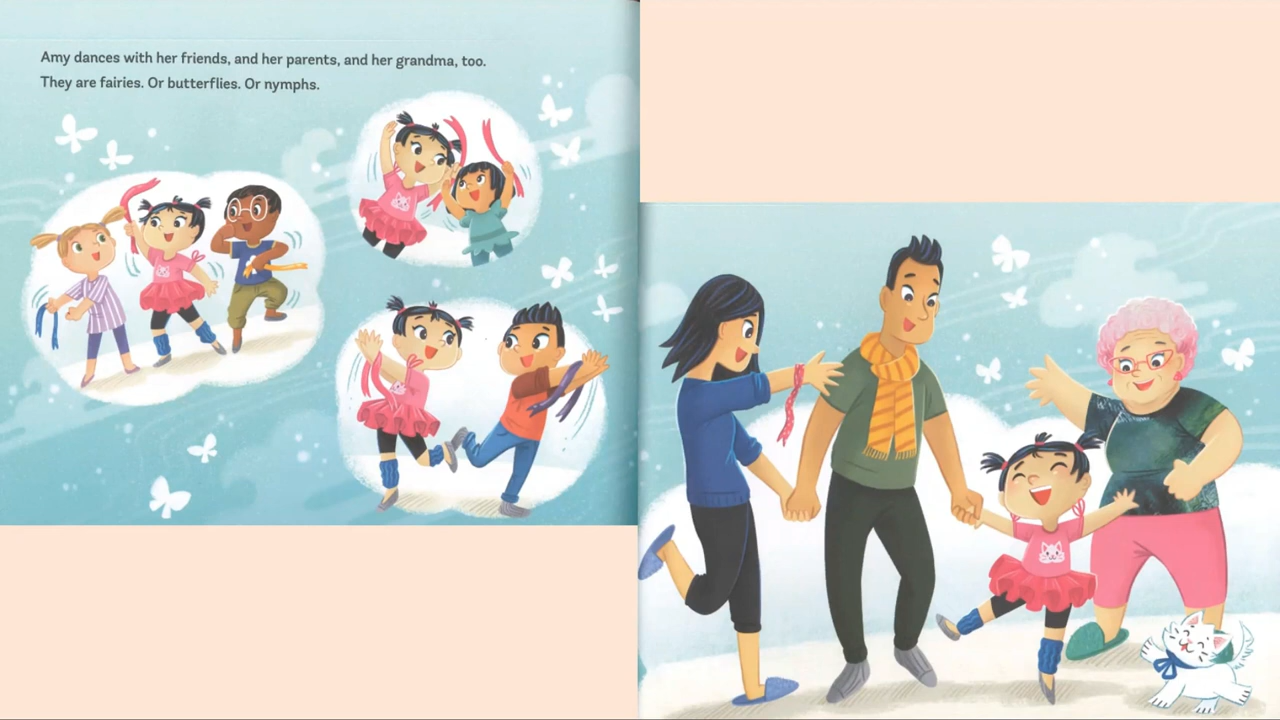 Amy dances with her friends, and her parents, and her grandma, too.
They are fairies. Or butterflies. Or nymphs.